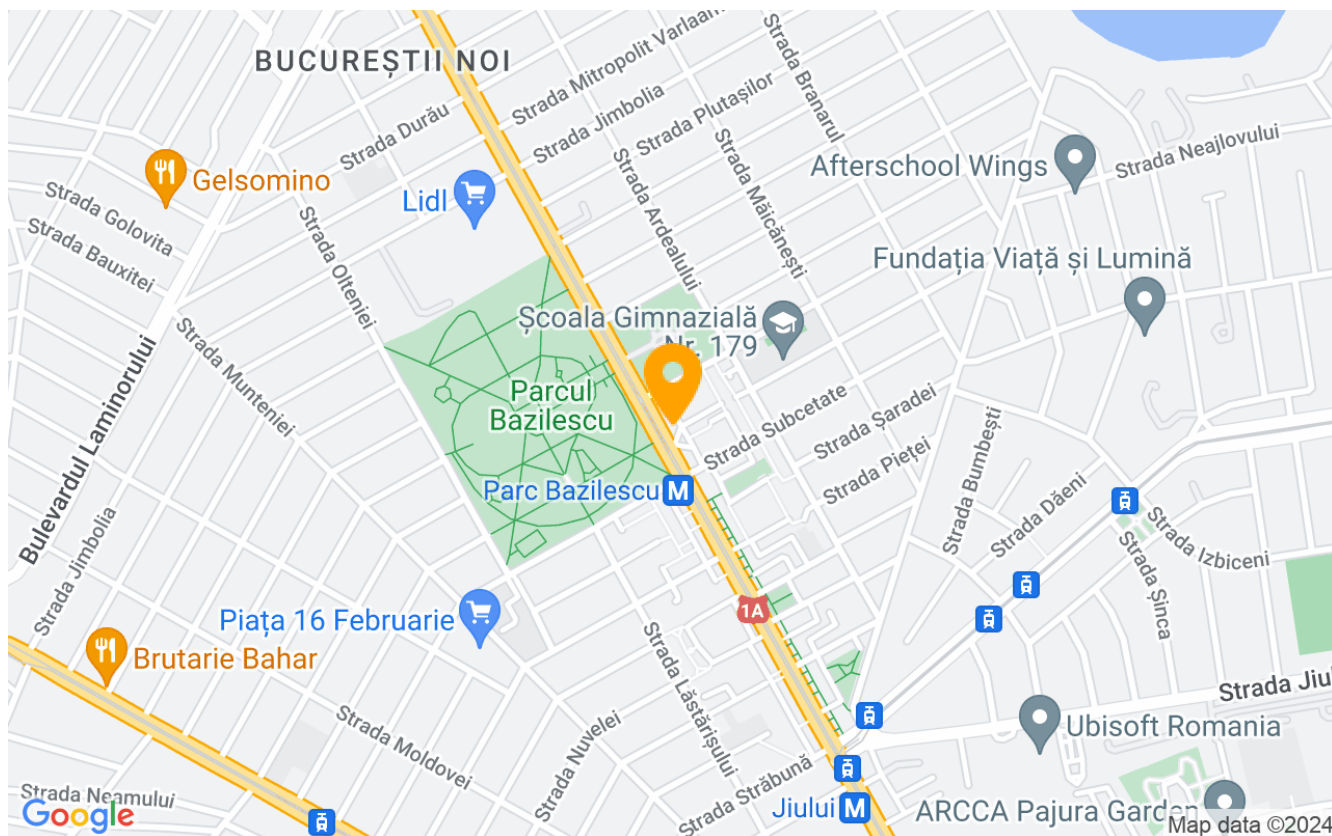 BUCUREȘTII NOI
Strada Mitropolit Varlaam
Strada Durău
Strada Jimbolia
Strada Plutașilor
Strada Branarul
Afterschool Wings
Strada Neajlovului
Gelsomino
Lidl
Strada Golovita
Strada Bauxitei
Strada Olteniei
Strada Ardealului
Strada Măicănești
Fundația Viață și Lumină
Școala Gimnazială
Nr. 179
Strada Munteniei
Bulevardul Laminorului
Parcul
Bazilescu
Strada Subcetate
Strada Șaradei
Strada Pieței
Strada Bumbești
Parc Bazilescu
M
Strada Dăeni
Strada Izbiceni
Strada Șinca
Strada Jimbolia
Piața 16 Februarie
1A
Brutarie Bahar
Strada Lăstărișului
Strada Jiulu
Strada Moldovei
Strada Nuvelei
Ubisoft Romania
Strada Străbună
Strada Neamului
Google
Jiului
M
ARCCA Pajura Garden
Map data ©2024